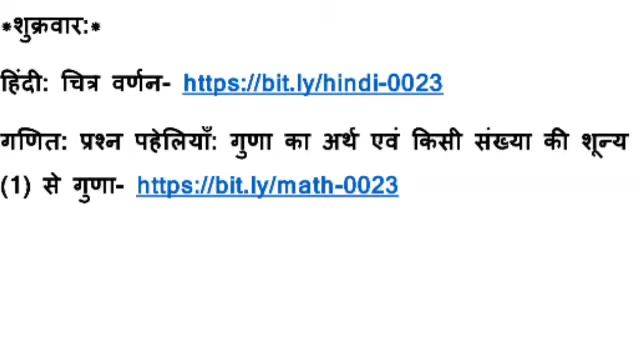 *शुक्रवार:*
हिंदी: चित्र वर्णन- https://bit.ly/hindi-0023
गणित: प्रश्न पहेलियाँ: गुणा का अर्थ एवं किसी संख्या की शून्य
(1) से गुणा- https://bit.ly/math-0023